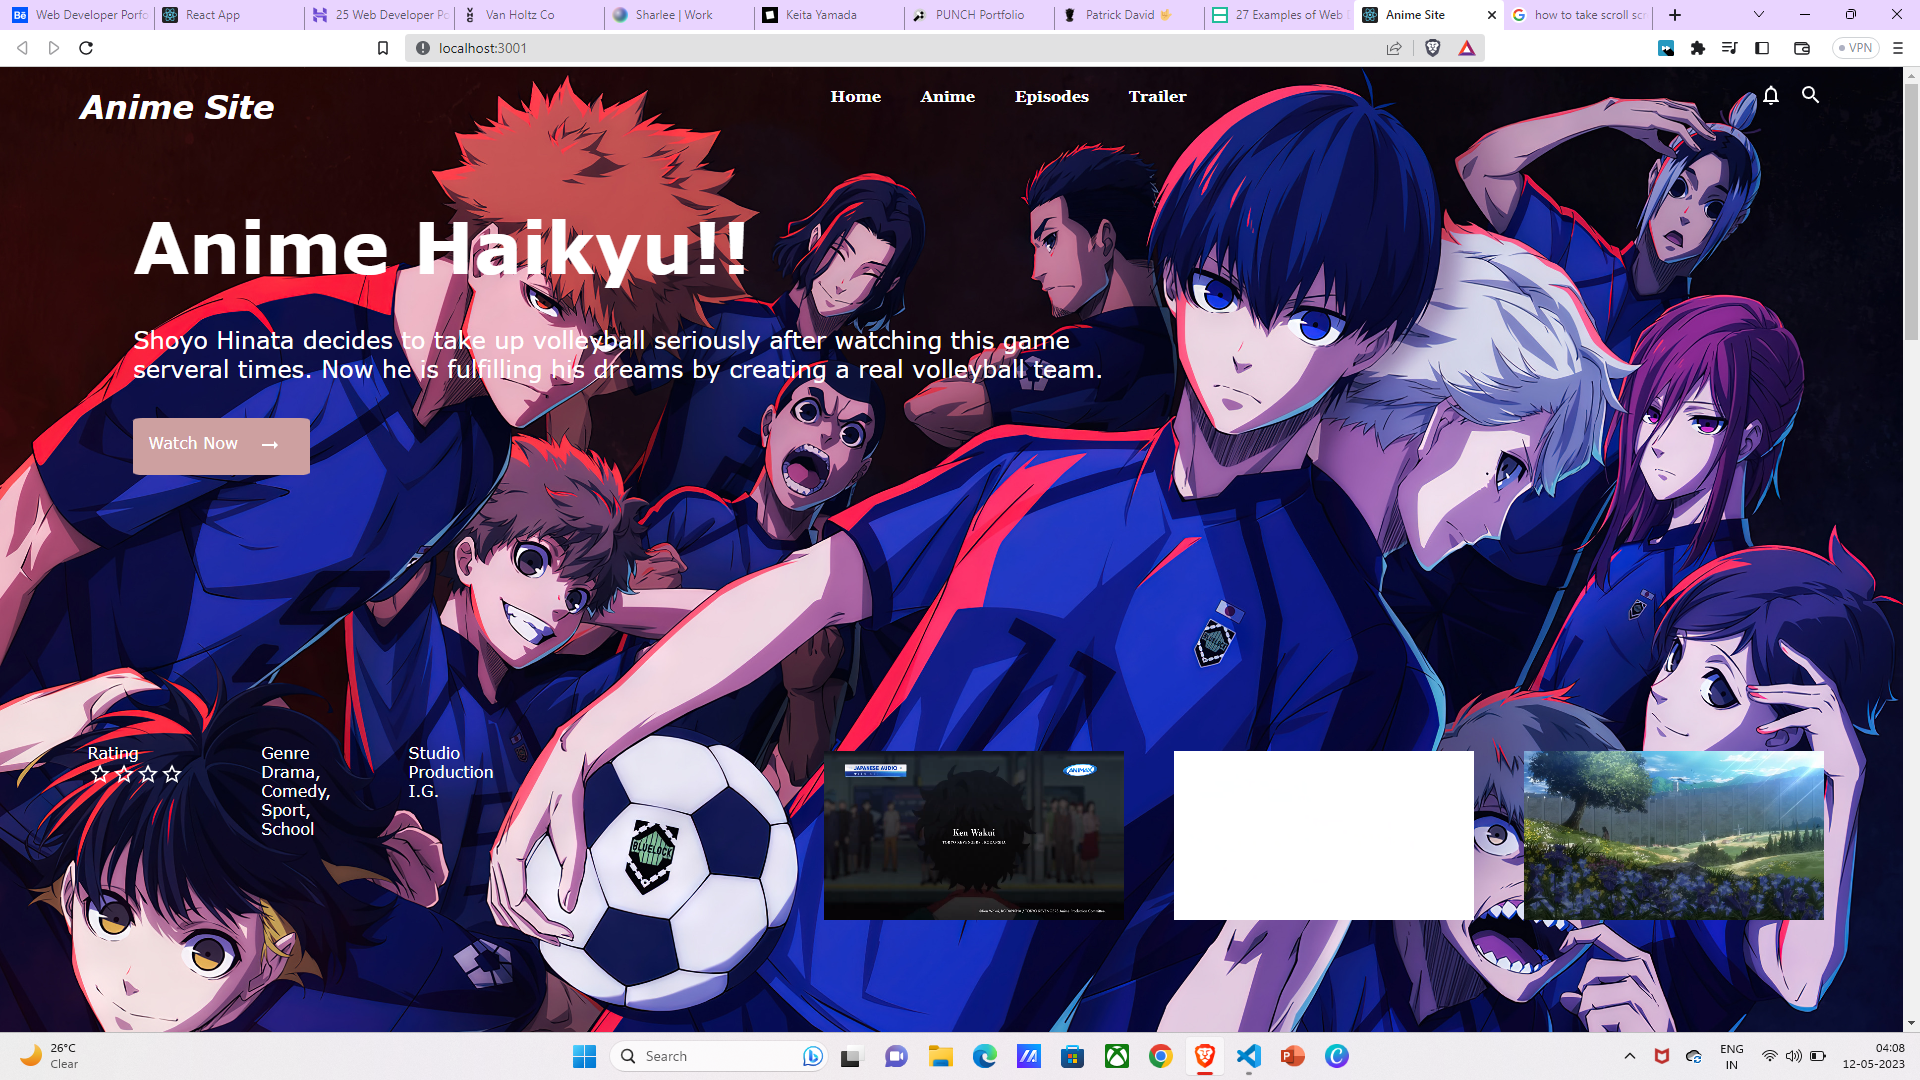 Web Developer Porfo
React App
25 Web Developer Po
Van Holtz Co
Sharlee | Work
Keita Yamada
PUNCH Portfolio
Patrick David
27 Examples of Web
Anime Site
how to take scroll scr
localhost:3001
VPN
Anime Site
Home
Anime
Episodes
Trailer
Anime Haikyu!!
Shoyo Hinata decides to take up volleyball seriously after watching this game
serveral times. Now he is fulfilling his dreams by creating a real volleyball team.
Watch Now →
Rating
Genre
Drama,
Comedy,
Sport,
School
Studio
Production
I.G.
BLUELOCK
JAPANESE AUDIO
ANIMAX
Ken Wakui
26°C
Clear
Search
ENG
IN
04:08
12-05-2023